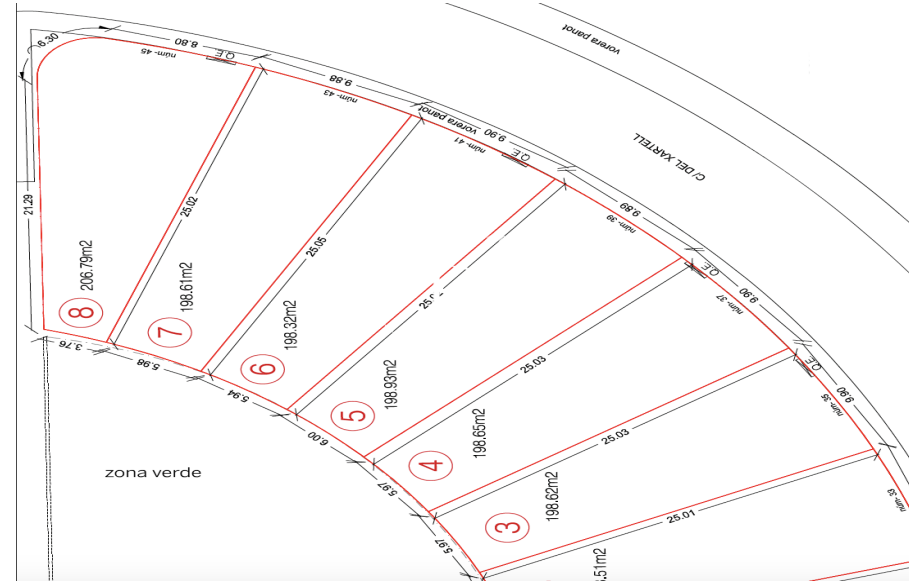 6.30
8.80
núm- 45
Q.E.
9.88
núm- 43
vorera panot
9.90
núm- 41
Q.E.
vorera panot
C/ DEL XARTELL
9.89
núm- 39
Q.E.
9.90
núm- 37
Q.E.
9.90
núm- 35
núm- 33
21.29
25.02
25.05
25.03
25.03
25.01
8
206.79m2
7
198.61m2
6
198.32m2
5
198.93m2
4
198.65m2
3
198.62m2
3.76
5.98
5.94
6.00
5.97
5.97
zona verde